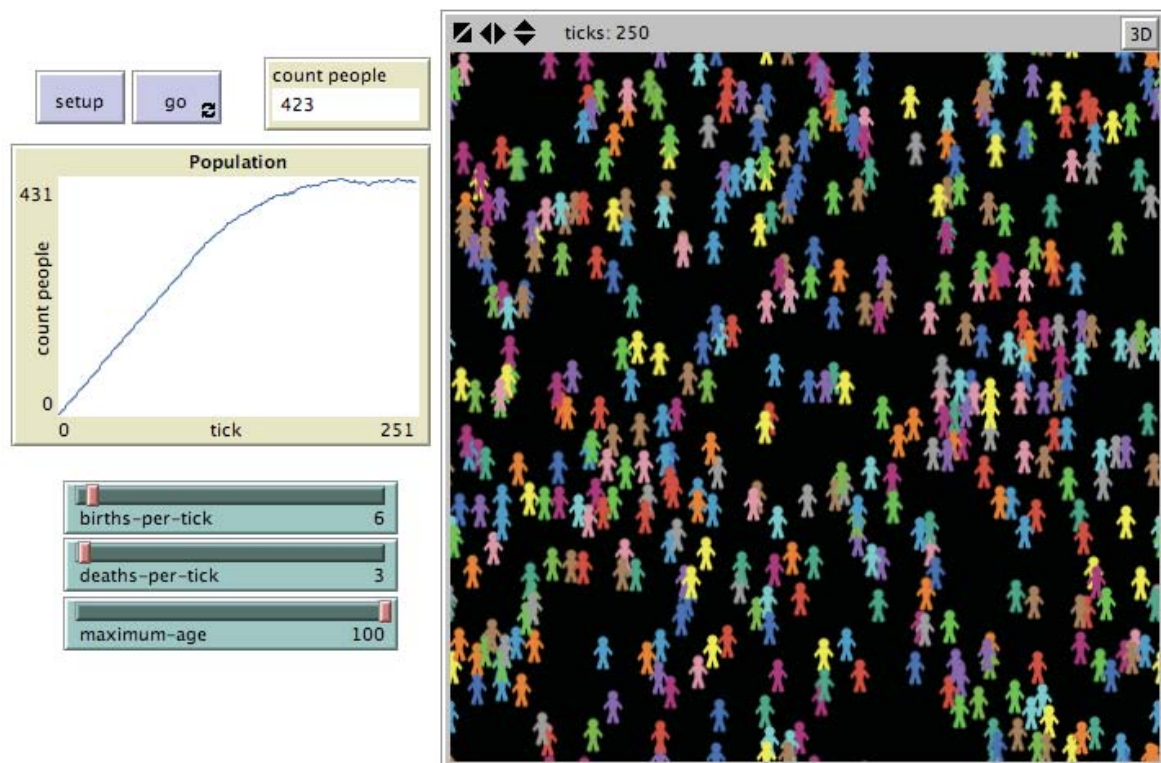 ticks: 250
3D
setup
go
count people
423
Population
431
count people
0
0
tick
251
births-per-tick 6
deaths-per-tick 3
maximum-age 100